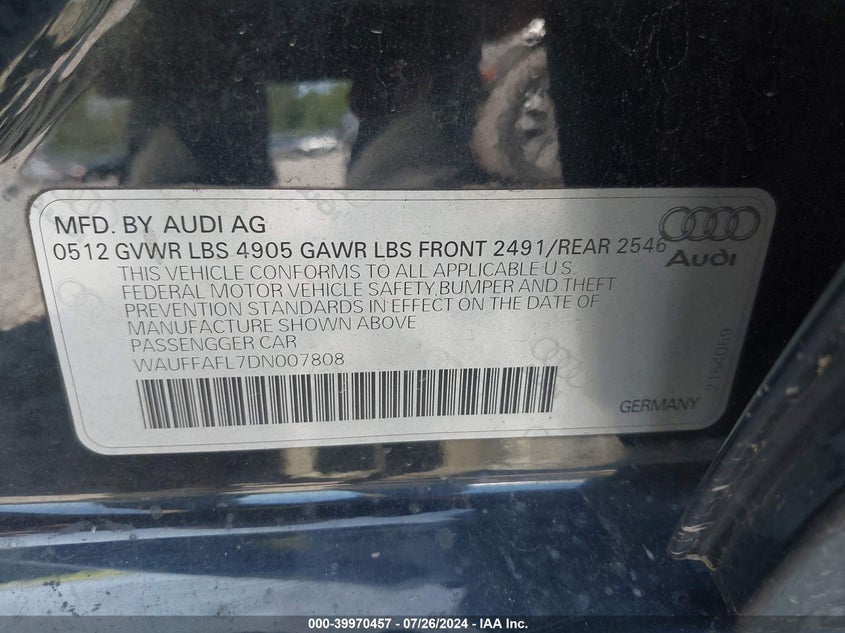 MFD. BY AUDI AG
0512 GVWR LBS 4905 GAWR LBS FRONT 2491/REAR 2546
Audi
THIS VEHICLE CONFORMS TO ALL APPLICABLE U.S.
FEDERAL MOTOR VEHICLE SAFETY,BUMPER AND THEFT
PREVENTION STANDARDS IN EFFECT ON THE DATE OF
MANUFACTURE SHOWN ABOVE
PASSENGGER CAR
WAUFFAFL7DN007808
GERMANY
2154069
000-39970457 - 07/26/2024 - IAA Inc.